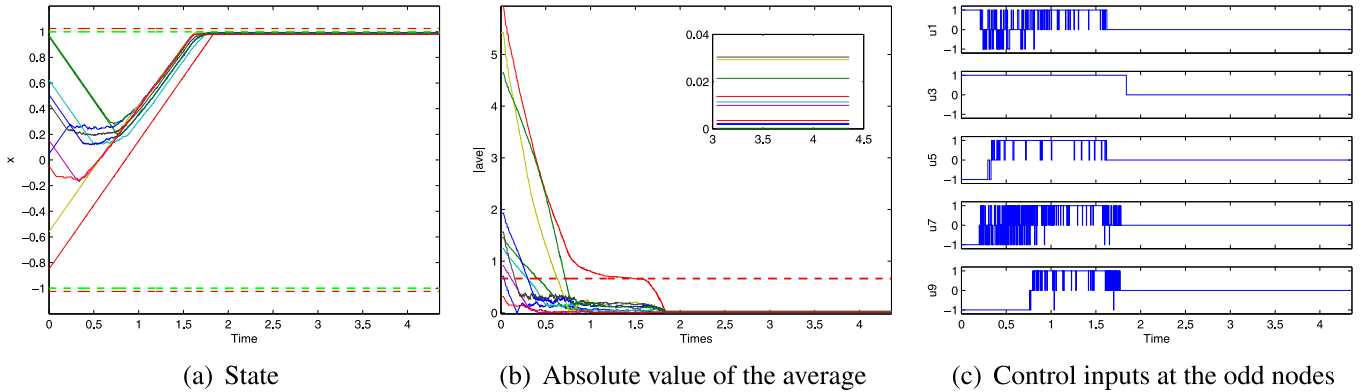 1
0.8
0.6
0.4
0.2
0
−0.2
−0.4
−0.6
−0.8
−1
x
0 0.5 1 1.5 2 2.5 3 3.5 4
Time
(a) State
5
4
3
2
1
0
|ave|
0 0.5 1 1.5 2 2.5 3 3.5 4
Times
0.04
0.02
0
3 3.5 4 4.5
(b) Absolute value of the average
1
0
−1
u1
1
0
−1
u3
1
0
−1
u5
1
0
−1
u7
1
0
−1
u9
0 0.5 1 1.5 2 2.5 3 3.5 4
Time
(c) Control inputs at the odd nodes